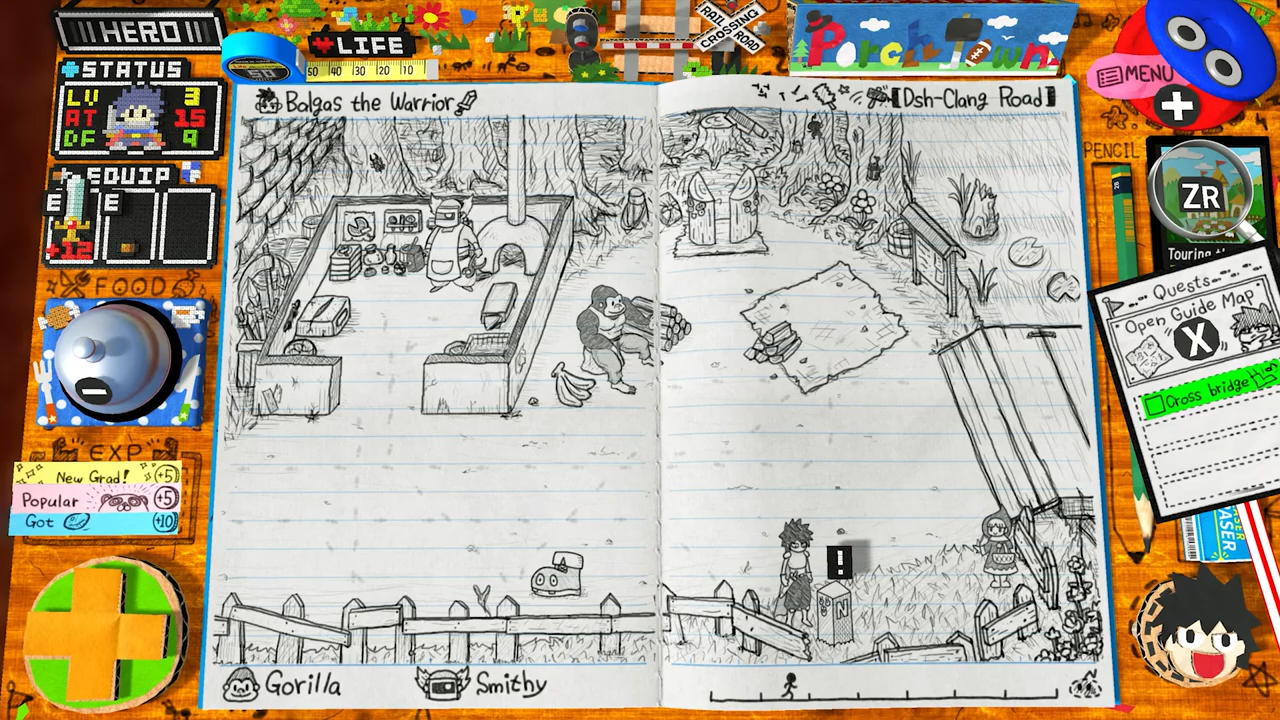 HERO
LIFE
50 40 30 20 10
RAIL
CROSSING
ROAD
Porch Town
MENU
+
STATUS
LV 3
AT 15
DF 9
EQUIP
E E
+12
Balgas the Warrior
Dsh-Clang Road
PENCIL
ZR
FOOD
-
Quests
Open Guide Map
X
Cross bridge
EXP
New Grad! +5
Popular +5
Got +10
!
N
Gorilla
Smithy